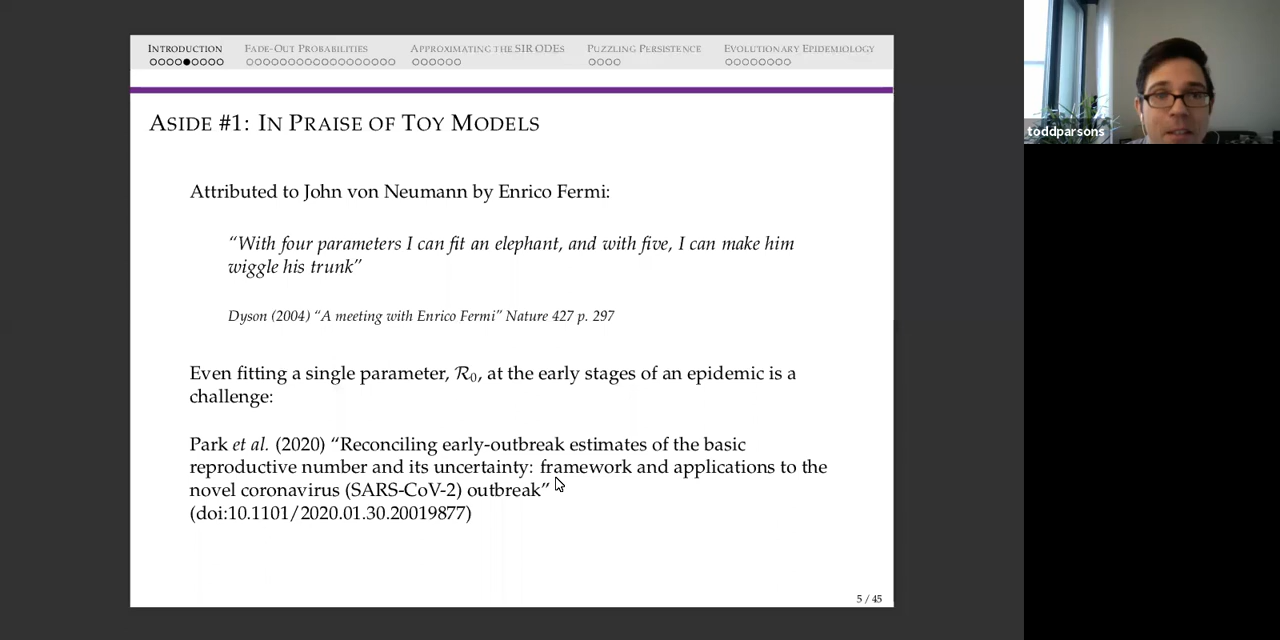 INTRODUCTION FADE-OUT PROBABILITIES APPROXIMATING THE SIR ODES PUZZLING PERSISTENCE EVOLUTIONARY EPIDEMIOLOGY
ASIDE #1: IN PRAISE OF TOY MODELS
Attributed to John von Neumann by Enrico Fermi:
“With four parameters I can fit an elephant, and with five, I can make him
wiggle his trunk”
Dyson (2004) “A meeting with Enrico Fermi” Nature 427 p. 297
Even fitting a single parameter, R₀, at the early stages of an epidemic is a
challenge:
Park et al. (2020) “Reconciling early-outbreak estimates of the basic
reproductive number and its uncertainty: framework and applications to the
novel coronavirus (SARS-CoV-2) outbreak”
(doi:10.1101/2020.01.30.20019877)
5 / 45
toddparsons